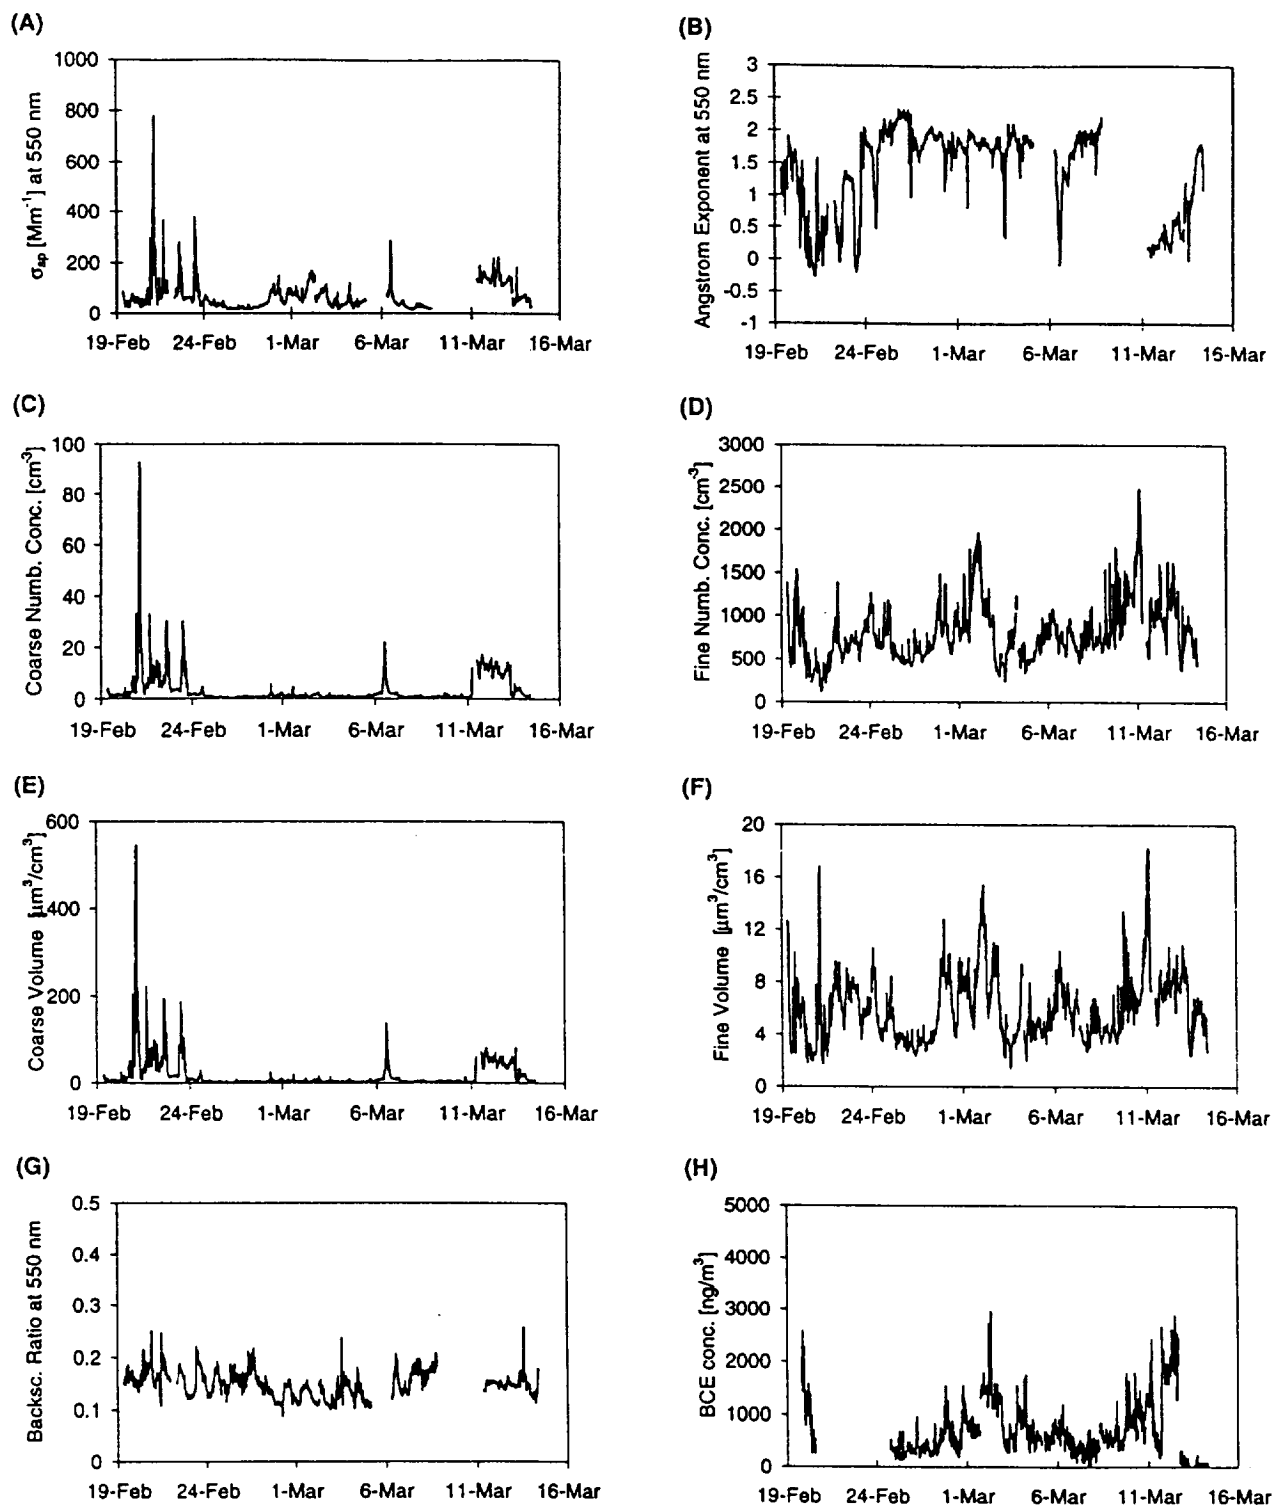 (A)
σsp [Mm-1] at 550 nm
1000
800
600
400
200
0
19-Feb 24-Feb 1-Mar 6-Mar 11-Mar 16-Mar
(B)
Angstrom Exponent at 550 nm
3
2.5
2
1.5
1
0.5
0
-0.5
-1
19-Feb 24-Feb 1-Mar 6-Mar 11-Mar 15-Mar
(C)
Coarse Numb. Conc. [cm-3]
100
80
60
40
20
0
19-Feb 24-Feb 1-Mar 6-Mar 11-Mar 16-Mar
(D)
Fine Numb. Conc. [cm-3]
3000
2500
2000
1500
1000
500
0
19-Feb 24-Feb 1-Mar 6-Mar 11-Mar 16-Mar
(E)
Coarse Volume [μm3/cm3]
600
400
200
0
19-Feb 24-Feb 1-Mar 6-Mar 11-Mar 16-Mar
(F)
Fine Volume [μm3/cm3]
20
16
12
8
4
0
19-Feb 24-Feb 1-Mar 6-Mar 11-Mar 16-Mar
(G)
Backsc. Ratio at 550 nm
0.5
0.4
0.3
0.2
0.1
0
19-Feb 24-Feb 1-Mar 6-Mar 11-Mar 16-Mar
(H)
BCE conc. [ng/m3]
5000
4000
3000
2000
1000
0
19-Feb 24-Feb 1-Mar 6-Mar 11-Mar 16-Mar